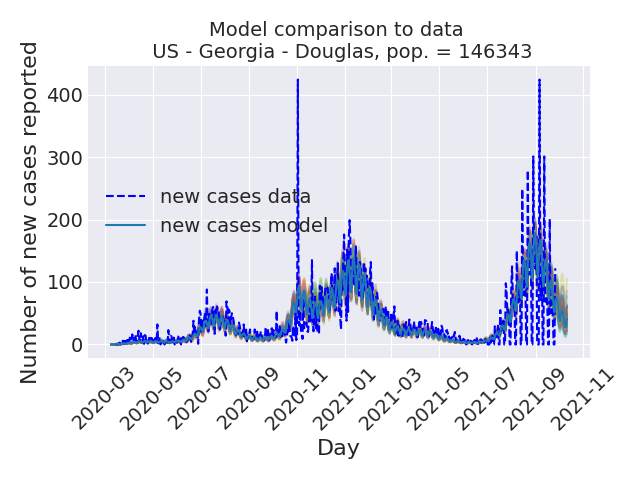 Model comparison to data
US - Georgia - Douglas, pop. = 146343
Number of new cases reported
400
300
200
100
0
new cases data
new cases model
2020-03
2020-05
2020-07
2020-09
2020-11
2021-01
2021-03
2021-05
2021-07
2021-09
2021-11
Day